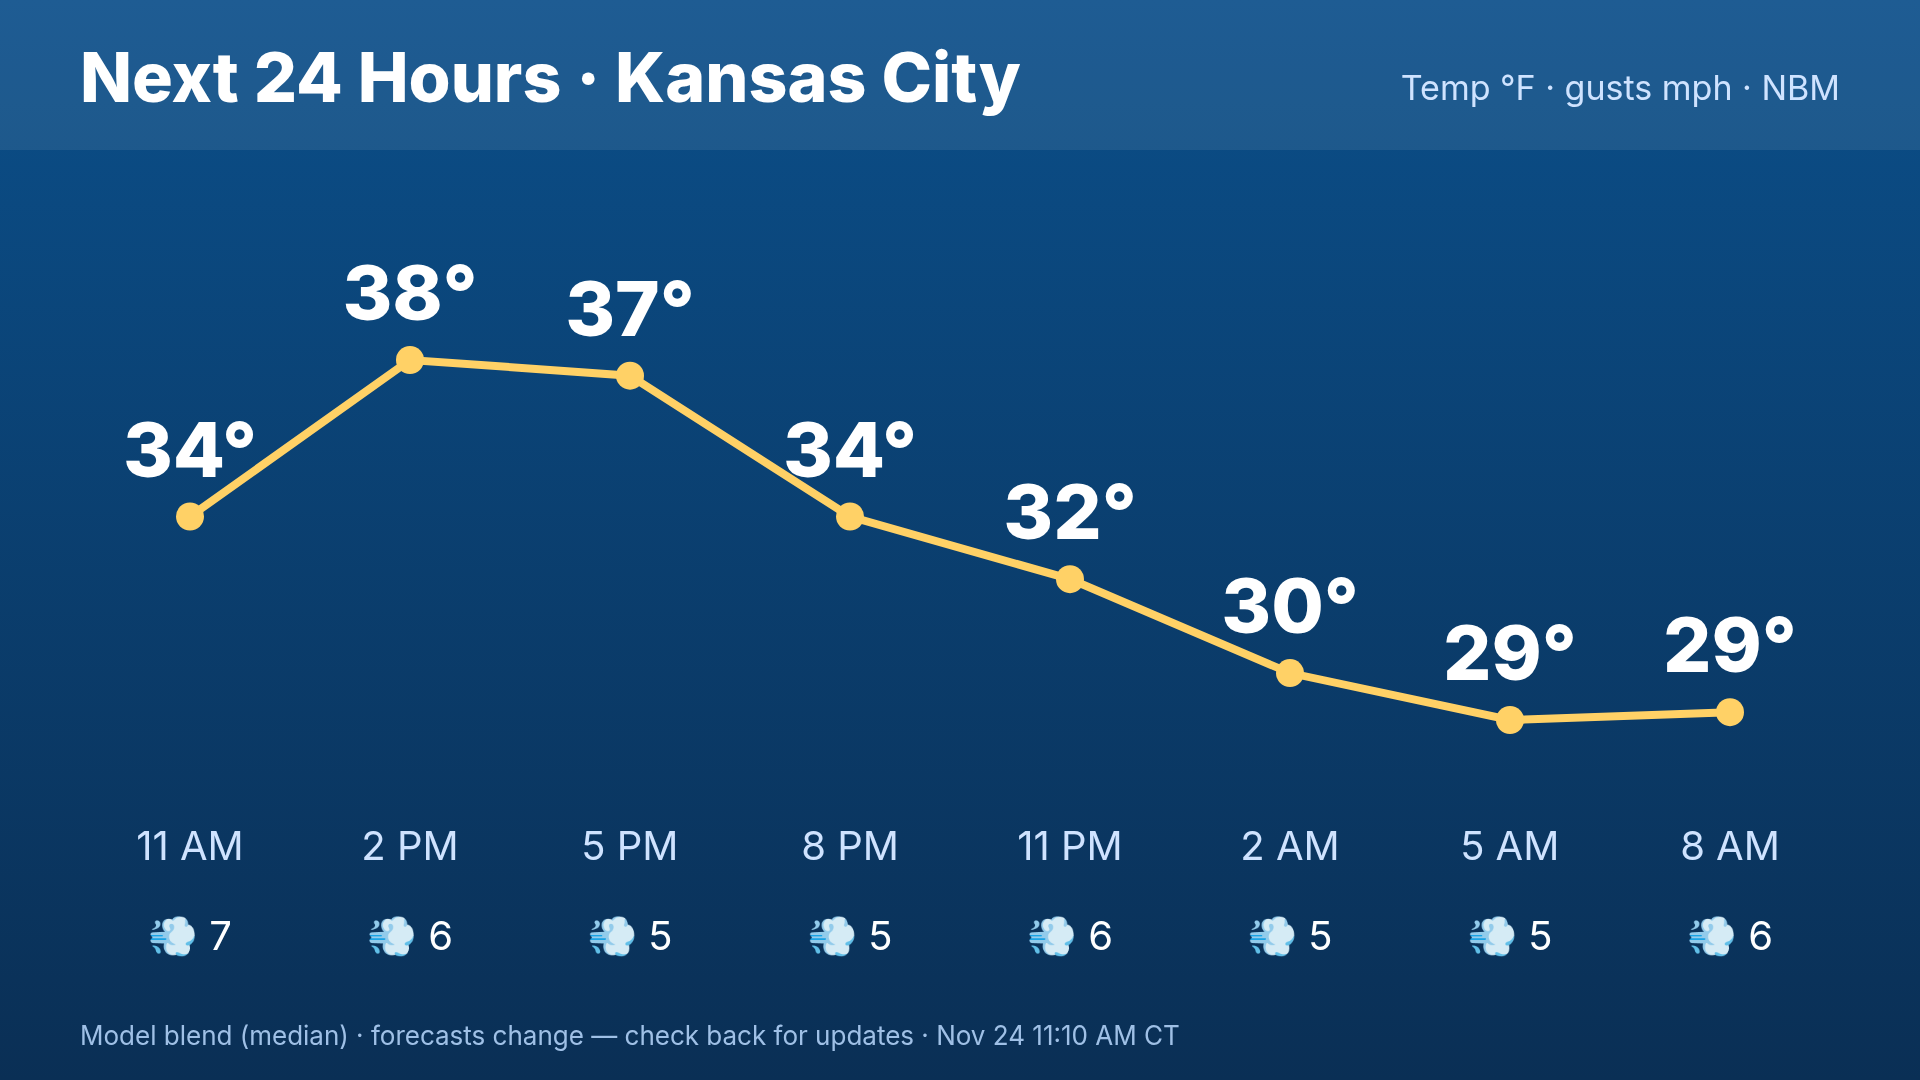 Next 24 Hours · Kansas City
Temp °F · gusts mph · NBM
34° 38° 37° 34° 32° 30° 29° 29°
11 AM 2 PM 5 PM 8 PM 11 PM 2 AM 5 AM 8 AM
💨 7 💨 6 💨 5 💨 5 💨 6 💨 5 💨 5 💨 6
Model blend (median) · forecasts change — check back for updates · Nov 24 11:10 AM CT